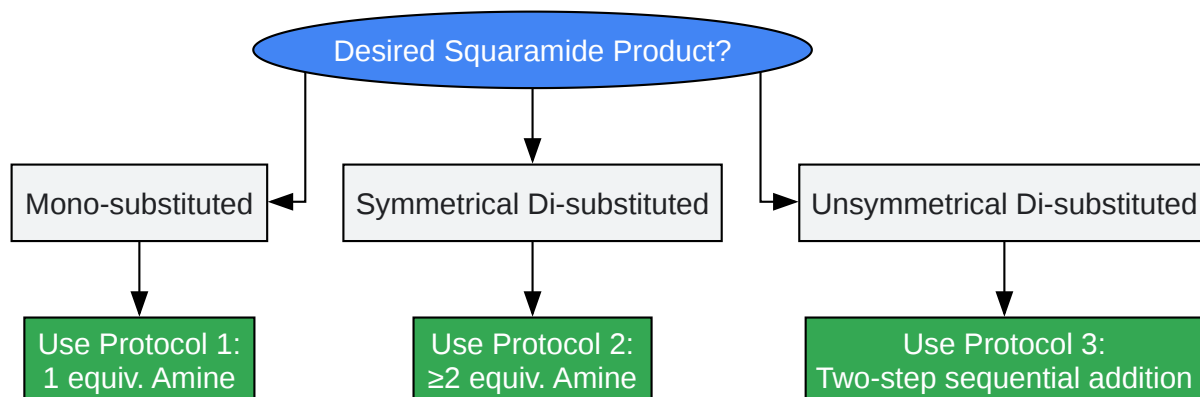 Desired Squaramide Product?
Mono-substituted
Symmetrical Di-substituted
Unsymmetrical Di-substituted
Use Protocol 1:
1 equiv. Amine
Use Protocol 2:
≥2 equiv. Amine
Use Protocol 3:
Two-step sequential addition